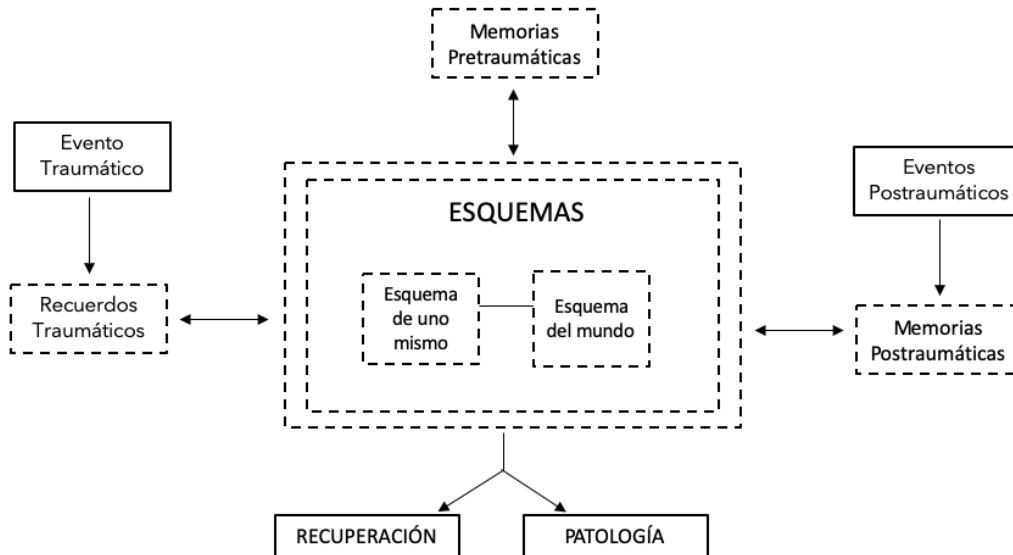 Memorias
Pretraumáticas
Evento
Traumático
Eventos
Postraumáticos
ESQUEMAS
Esquema
de uno
mismo
Esquema
del mundo
Recuerdos
Traumáticos
Memorias
Postraumáticas
RECUPERACIÓN
PATOLOGÍA